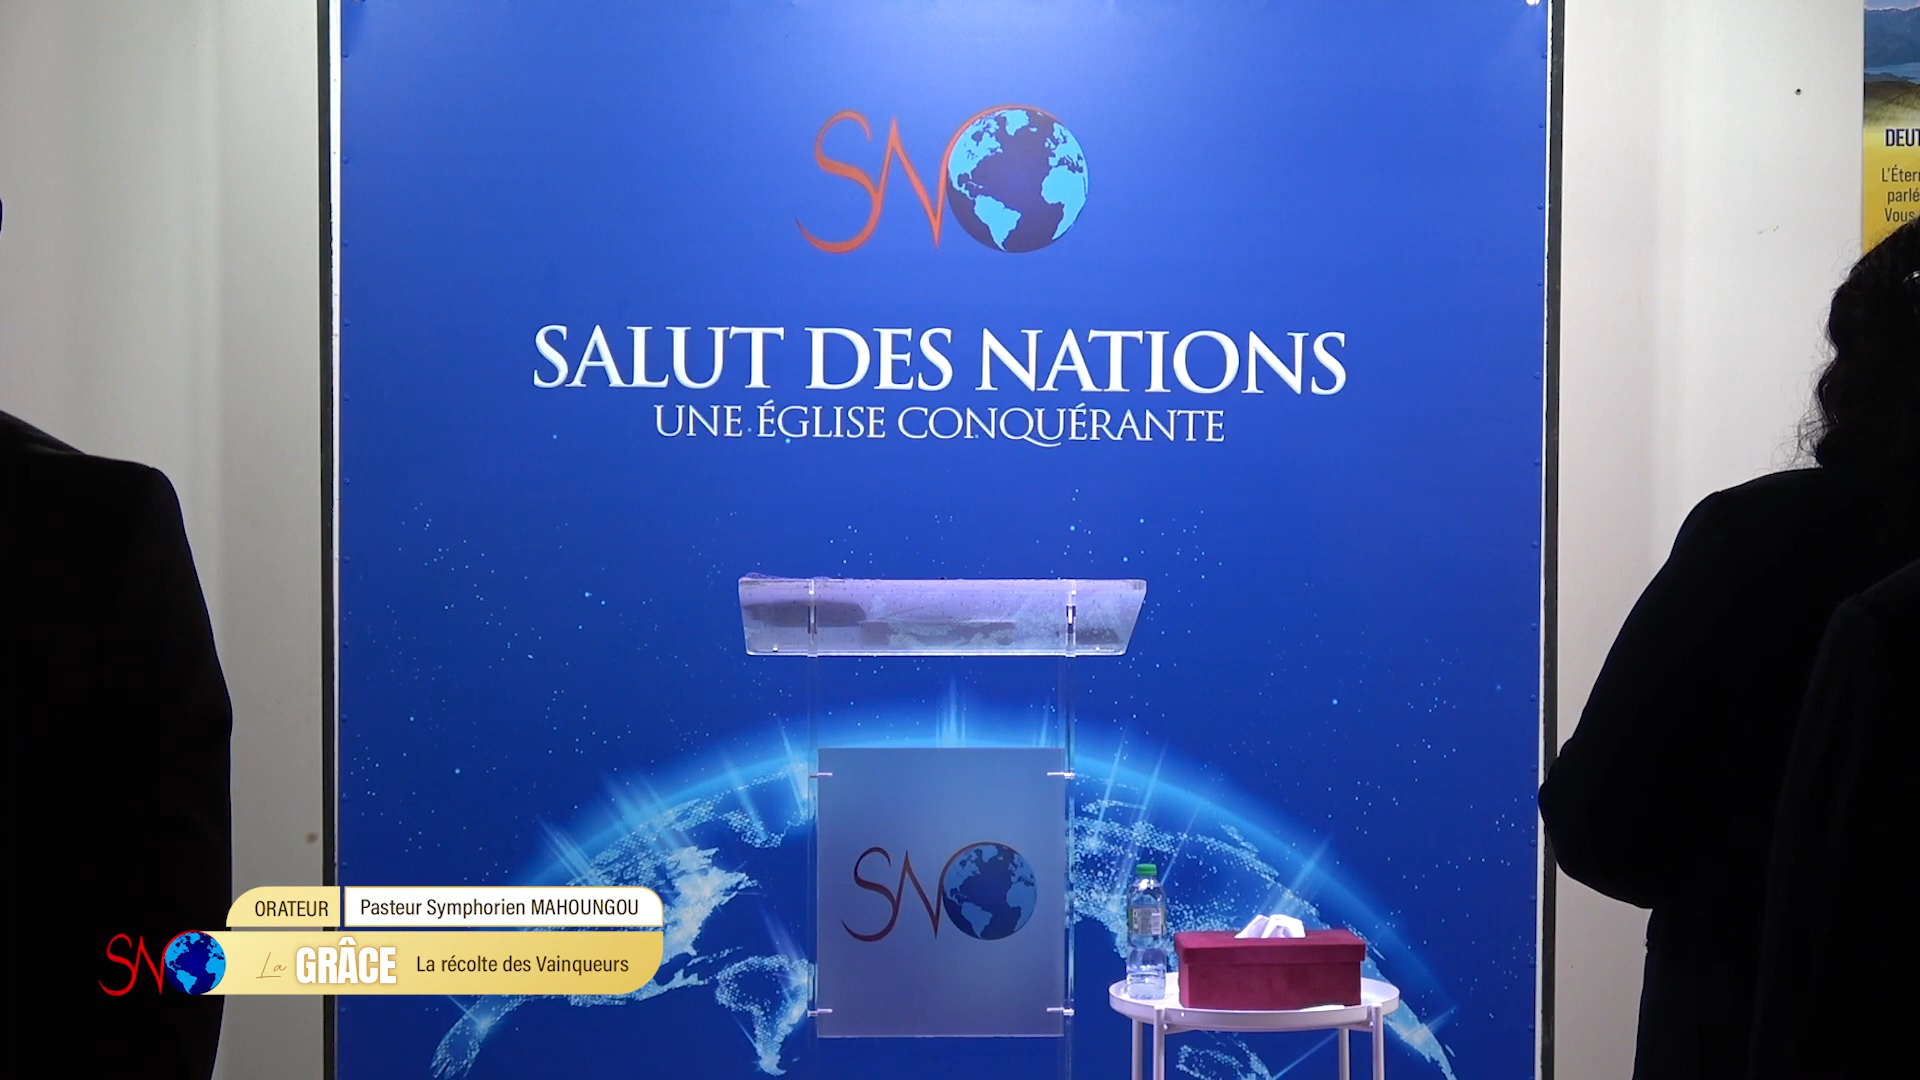 SN
SALUT DES NATIONS
UNE ÉGLISE CONQUÉRANTE
DEUT
L'Éter
parlé
Vous
SN
ORATEUR Pasteur Symphorien MAHOUNGOU
SN La GRÂCE La récolte des Vainqueurs